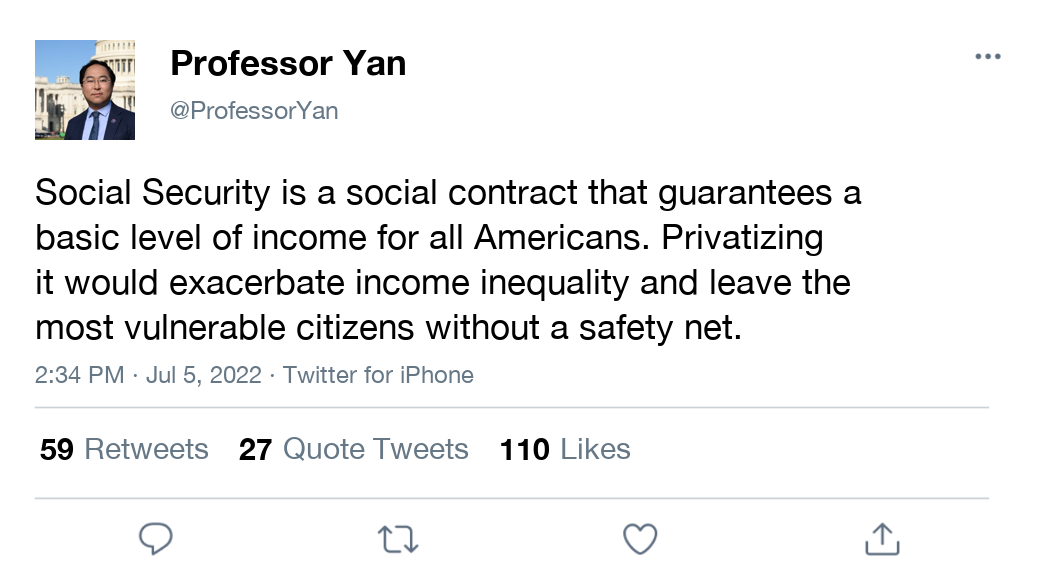 Professor Yan
@ProfessorYan
Social Security is a social contract that guarantees a
basic level of income for all Americans. Privatizing
it would exacerbate income inequality and leave the
most vulnerable citizens without a safety net.
2:34 PM · Jul 5, 2022 · Twitter for iPhone
59 Retweets 27 Quote Tweets 110 Likes